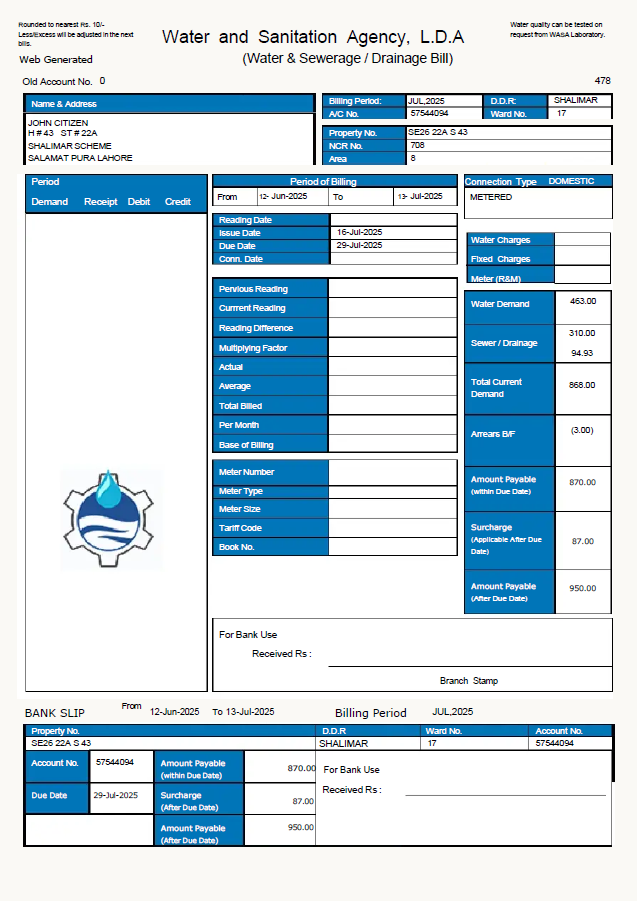 Rounded to nearest Rs. 10/-
Less/Excess will be adjusted in the next
bills.
Web Generated
Water and Sanitation Agency, L.D.A
(Water & Sewerage / Drainage Bill)
Water quality can be tested on
request from WASA Laboratory.
Old Account No. 0
478
Name & Address
JOHN CITIZEN
H # 43 ST # 22A
SHALIMAR SCHEME
SALAMAT PURA LAHORE
Billing Period: JUL,2025 D.D.R: SHALIMAR
A/C No. 57544094 Ward No. 17
Property No. SE26 22A S 43
NCR No. 708
Area 8
Period
Demand Receipt Debit Credit
Period of Billing
From 12- Jun-2025 To 13- Jul-2025
Reading Date
Issue Date 16-Jul-2025
Due Date 29-Jul-2025
Conn. Date
Pervious Reading
Currrent Reading
Reading Difference
Multiplying Factor
Actual
Average
Total Billed
Per Month
Base of Billing
Meter Number
Meter Type
Meter Size
Tariff Code
Book No.
Connection Type DOMESTIC
METERED
Water Charges
Fixed Charges
Meter (R&M)
Water Demand 463.00
Sewer / Drainage 310.00
94.93
Total Current
Demand 868.00
Arrears B/F (3.00)
Amount Payable
(within Due Date) 870.00
Surcharge
(Applicable After Due
Date) 87.00
Amount Payable
(After Due Date) 950.00
For Bank Use
Received Rs :
Branch Stamp
BANK SLIP From 12-Jun-2025 To 13-Jul-2025 Billing Period JUL,2025
Property No. D.D.R Ward No. Account No.
SE26 22A S 43 SHALIMAR 17 57544094
Account No. 57544094 Amount Payable
(within Due Date) 870.00
Due Date 29-Jul-2025 Surcharge
(After Due Date) 87.00
Amount Payable
(After Due Date) 950.00
For Bank Use
Received Rs :